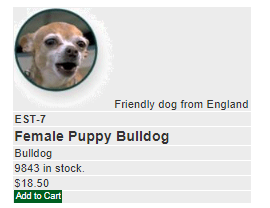 Friendly dog from England
EST-7
Female Puppy Bulldog
Bulldog
9843 in stock.
$18.50
Add to Cart